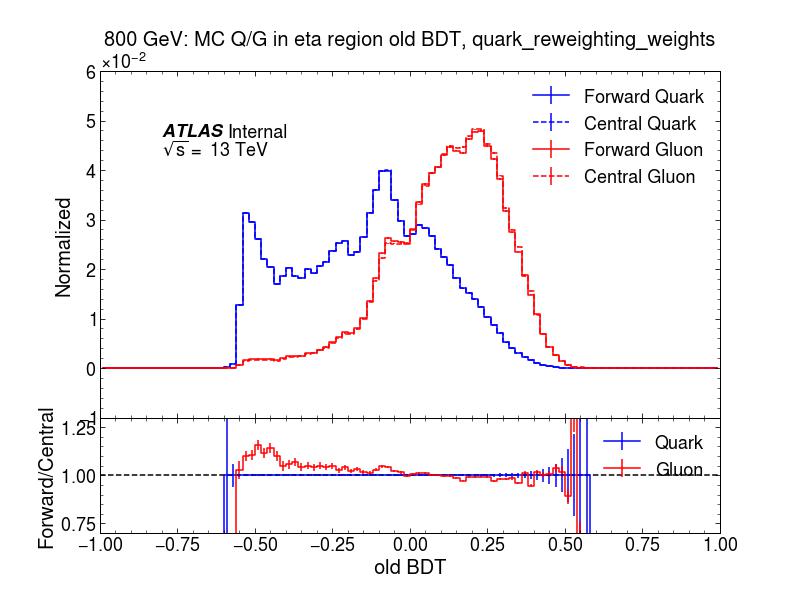 800 GeV: MC Q/G in eta region old BDT, quark_reweighting_weights
×10⁻²
6
5
4
3
2
1
0
−1
Normalized
ATLAS Internal
√s = 13 TeV
Forward Quark
Central Quark
Forward Gluon
Central Gluon
1.25
1.00
0.75
Forward/Central
Quark
Gluon
−1.00 −0.75 −0.50 −0.25 0.00 0.25 0.50 0.75 1.00
old BDT